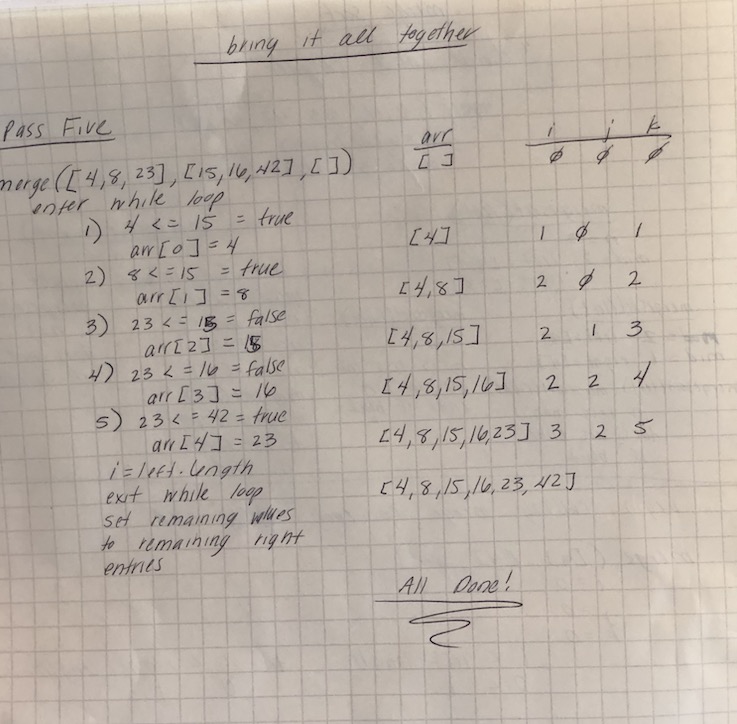 bring it all together
Pass Five
arr i j k
merge([4,8,23],[15,16,42],[]) [ ] ∅ ∅ ∅
enter while loop
1) 4 <= 15 = true
arr[0] = 4 [4] 1 ∅ 1
2) 8 <= 15 = true
arr[1] = 8 [4,8] 2 ∅ 2
3) 23 <= 15 = false
arr[2] = 15 [4,8,15] 2 1 3
4) 23 <= 16 = false
arr[3] = 16 [4,8,15,16] 2 2 4
5) 23 <= 42 = true
arr[4] = 23 [4,8,15,16,23] 3 2 5
i = left.length
exit while loop [4,8,15,16,23,42]
set remaining values
to remaining right
entries
All Done!